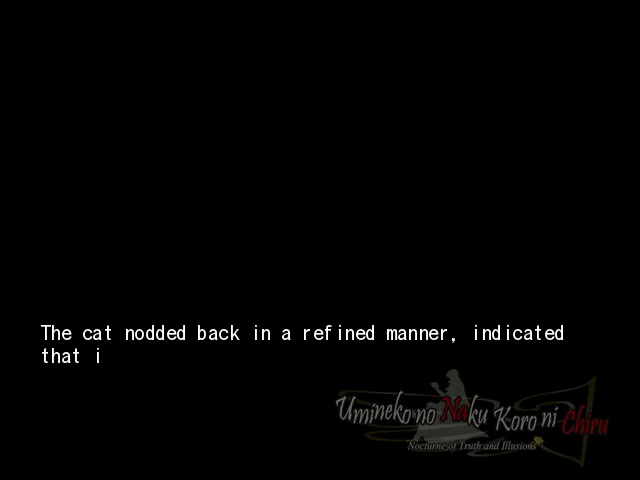 The cat nodded back in a refined manner, indicated
that i
Umineko no Naku Koro ni Chiru
Nocturne of Truth and Illusions